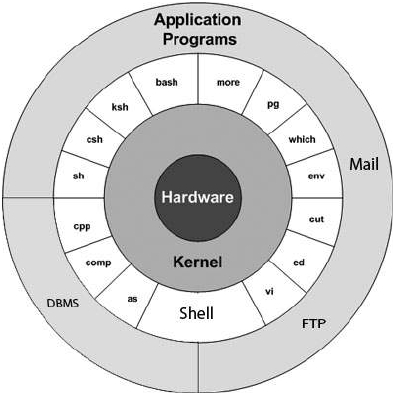 Application
Programs
bash
more
ksh
pg
csh
which
sh
env
Mail
Hardware
cpp
cut
comp
Kernel
ed
as
Shell
vi
DBMS
FTP